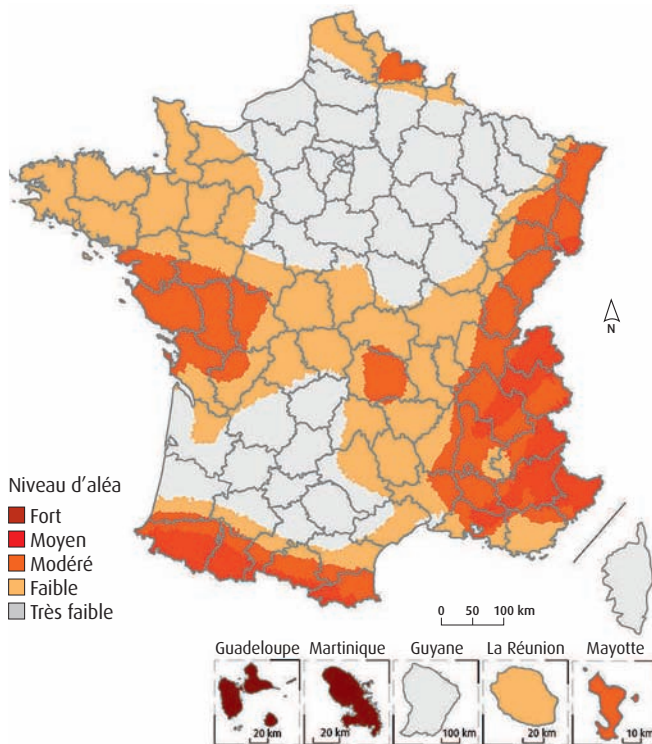 N
Niveau d'aléa
Fort
Moyen
Modéré
Faible
Très faible
0 50 100 km
Guadeloupe Martinique Guyane La Réunion Mayotte
20 km 20 km 100 km 20 km 10 km